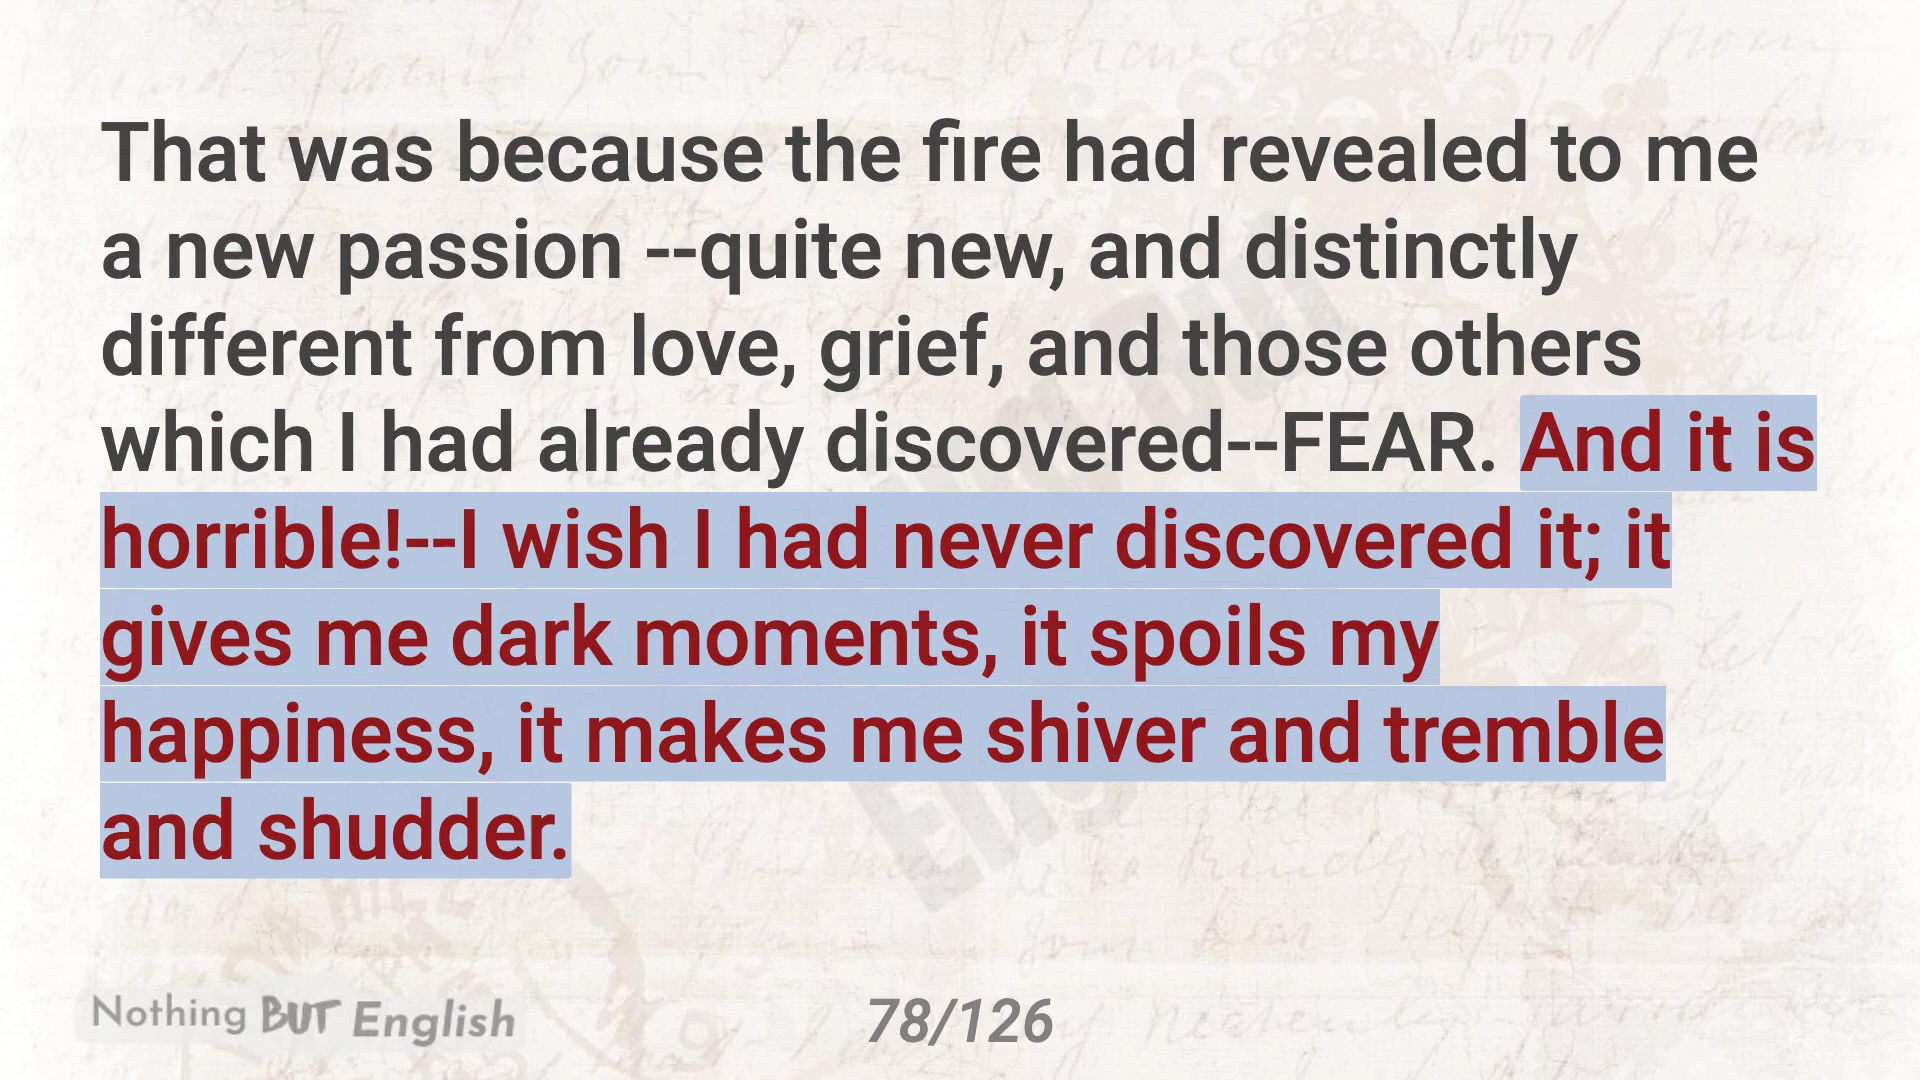 That was because the fire had revealed to me
a new passion --quite new, and distinctly
different from love, grief, and those others
which I had already discovered--FEAR. And it is
horrible!--I wish I had never discovered it; it
gives me dark moments, it spoils my
happiness, it makes me shiver and tremble
and shudder.
Nothing BUT English
78/126